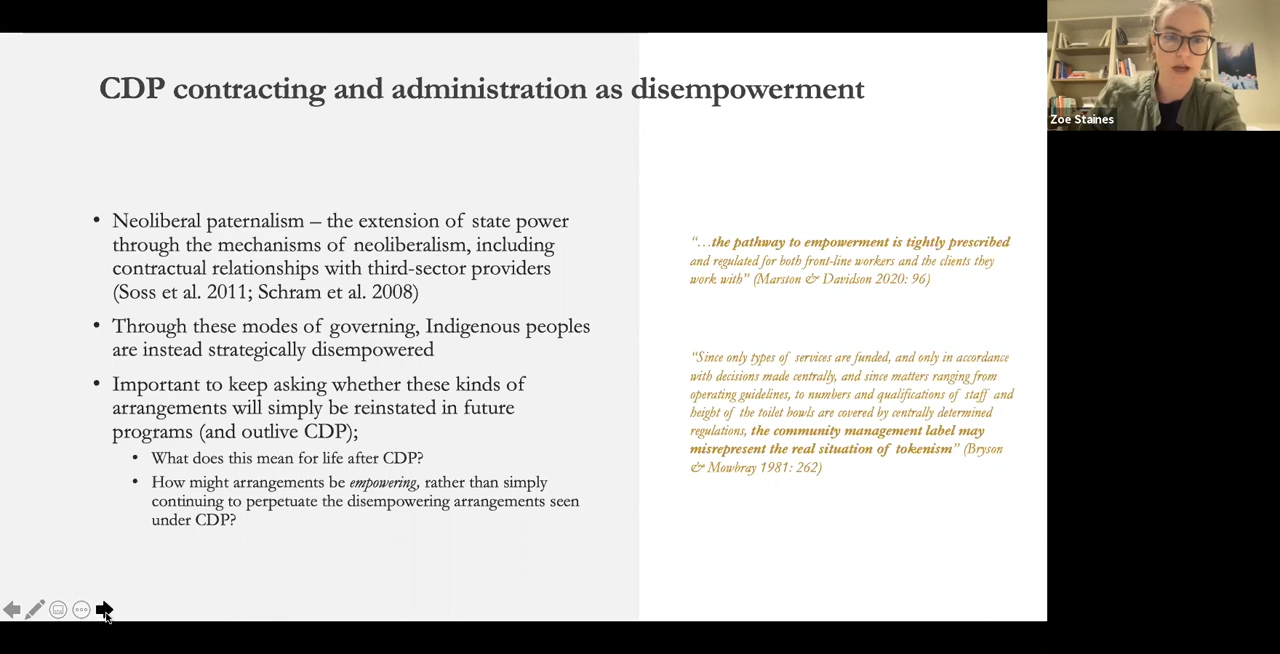 CDP contracting and administration as disempowerment
• Neoliberal paternalism – the extension of state power
through the mechanisms of neoliberalism, including
contractual relationships with third-sector providers
(Soss et al. 2011; Schram et al. 2008)
• Through these modes of governing, Indigenous peoples
are instead strategically disempowered
• Important to keep asking whether these kinds of
arrangements will simply be reinstated in future
programs (and outlive CDP);
• What does this mean for life after CDP?
• How might arrangements be empowering, rather than simply
continuing to perpetuate the disempowering arrangements seen
under CDP?
“…the pathway to empowerment is tightly prescribed
and regulated for both front-line workers and the clients they
work with” (Marston & Davidson 2020: 96)
“Since only types of services are funded, and only in accordance
with decisions made centrally, and since matters ranging from
operating guidelines, to numbers and qualifications of staff and
height of the toilet bowls are covered by centrally determined
regulations, the community management label may
misrepresent the real situation of tokenism” (Bryson
& Mowbray 1981: 262)
Zoe Staines